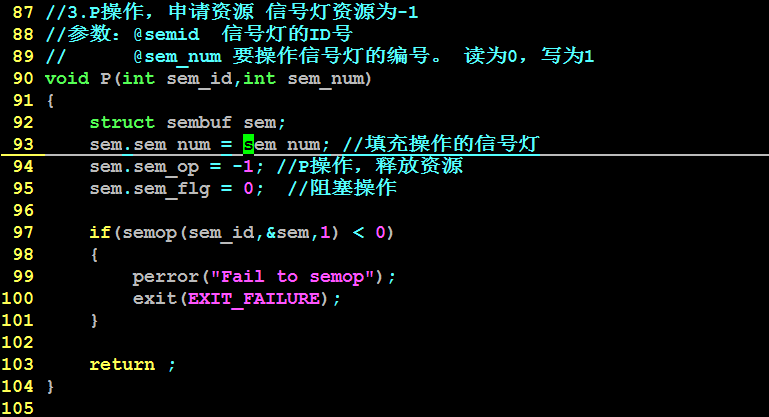 87 //3.P操作，申请资源 信号灯资源为-1
88 //参数：@semid  信号灯的ID号
89 //      @sem_num 要操作信号灯的编号。 读为0，写为1
90 void P(int sem_id,int sem_num)
91 {
92     struct sembuf sem;
93     sem.sem_num = sem_num; //填充操作的信号灯
94     sem.sem_op = -1; //P操作，释放资源
95     sem.sem_flg = 0;  //阻塞操作
96
97     if(semop(sem_id,&sem,1) < 0)
98     {
99         perror("Fail to semop");
100         exit(EXIT_FAILURE);
101     }
102
103     return ;
104 }
105